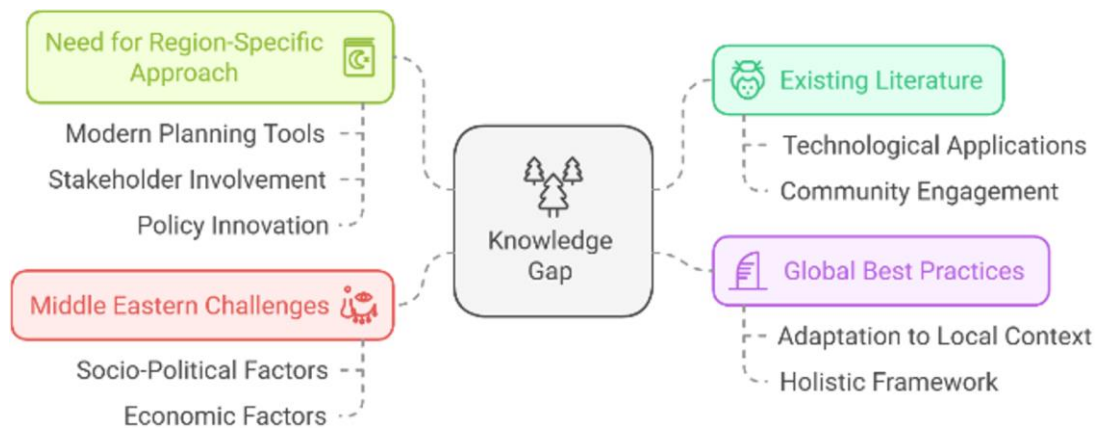 Need for Region-Specific
Approach
Modern Planning Tools
Stakeholder Involvement
Policy Innovation
Middle Eastern Challenges
Socio-Political Factors
Economic Factors
Knowledge
Gap
Existing Literature
Technological Applications
Community Engagement
Global Best Practices
Adaptation to Local Context
Holistic Framework